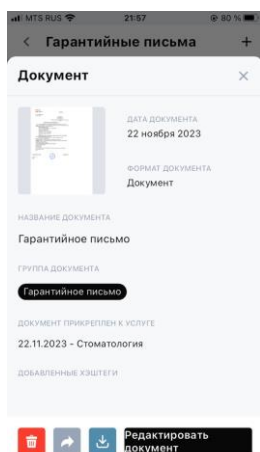 MTS RUS 21:57 80 %
Гарантийные письма +
Документ
ДАТА ДОКУМЕНТА
22 ноября 2023
ФОРМАТ ДОКУМЕНТА
Документ
НАЗВАНИЕ ДОКУМЕНТА
Гарантийное письмо
ГРУППА ДОКУМЕНТА
Гарантийное письмо
ДОКУМЕНТ ПРИКРЕПЛЕН К УСЛУГЕ
22.11.2023 - Стоматология
ДОБАВЛЕННЫЕ ХЭШТЕГИ
Редактировать
документ